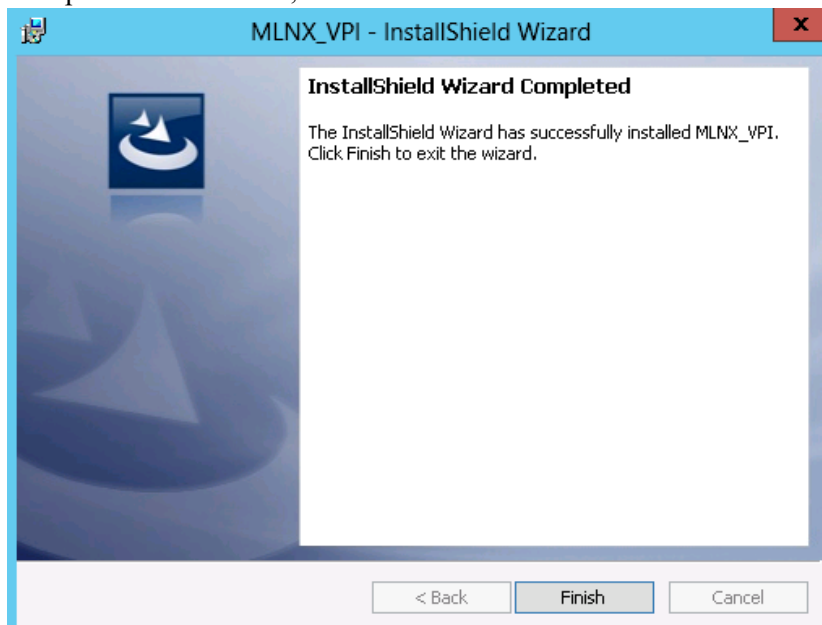 MLNX_VPI - InstallShield Wizard
x
InstallShield Wizard Completed
The InstallShield Wizard has successfully installed MLNX_VPI.
Click Finish to exit the wizard.
< Back
Finish
Cancel